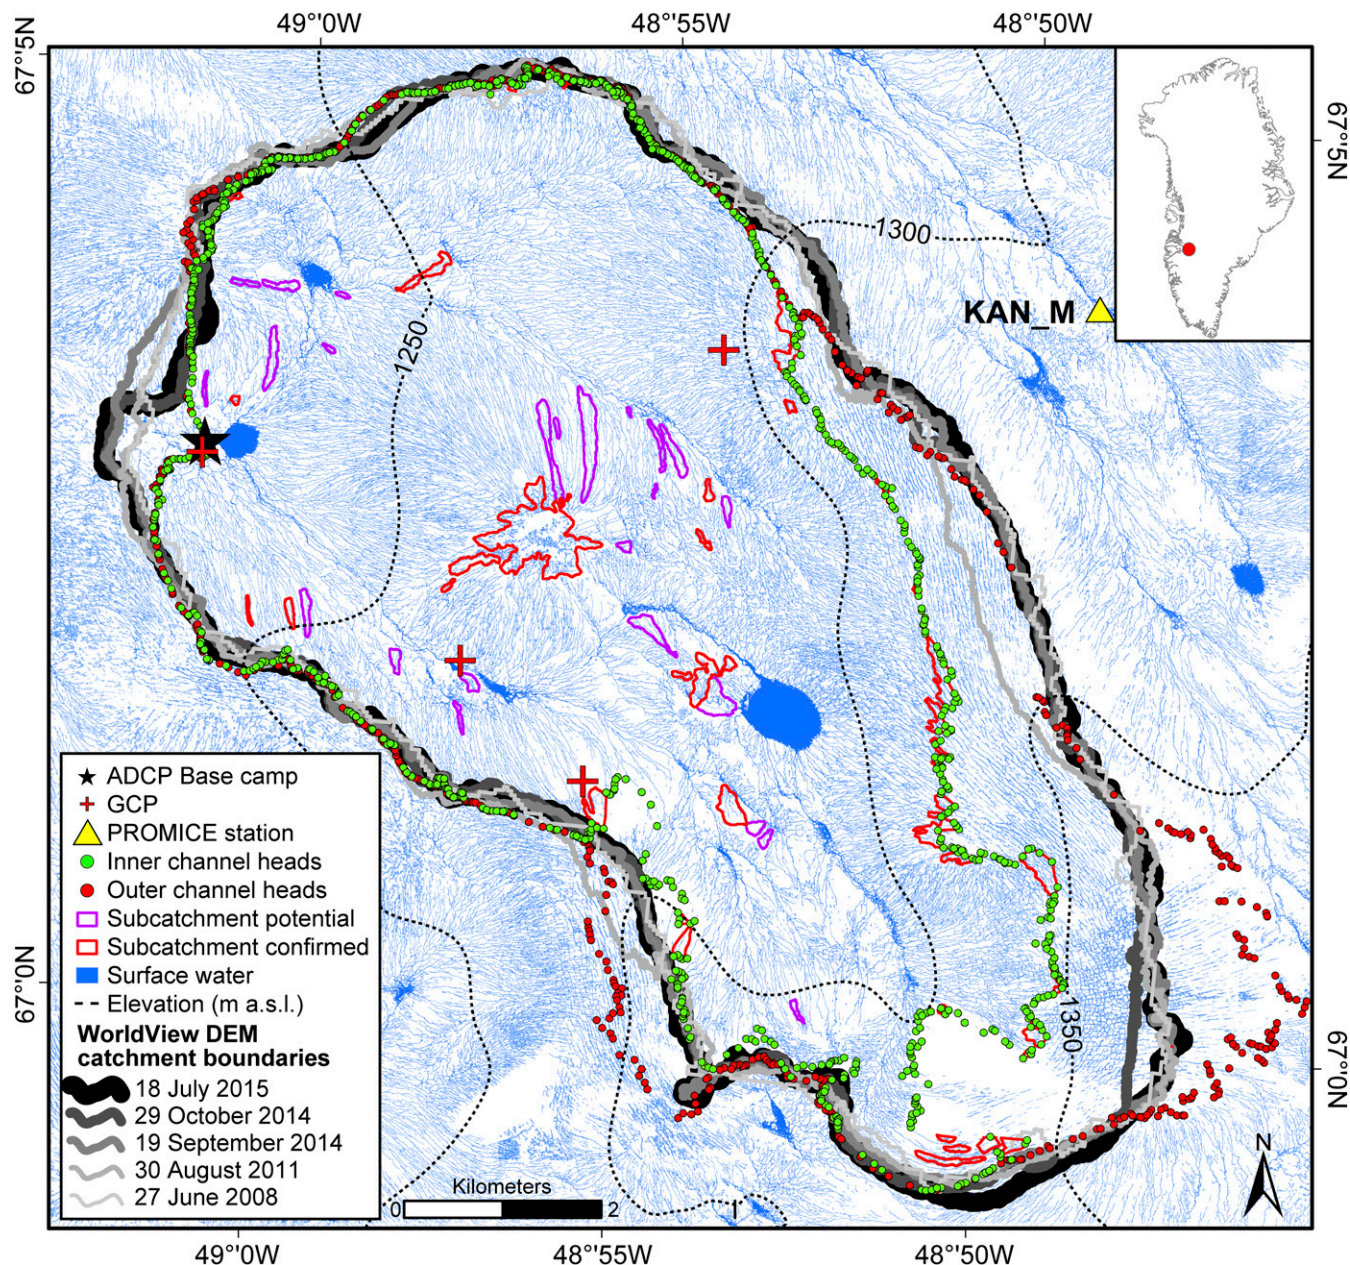 49°0'W 48°55'W 48°50'W
67°5'N
67°5'N
1300
KAN_M
1250
ADCP Base camp
GCP
PROMICE station
Inner channel heads
Outer channel heads
Subcatchment potential
Subcatchment confirmed
Surface water
Elevation (m a.s.l.)
WorldView DEM
catchment boundaries
18 July 2015
29 October 2014
19 September 2014
30 August 2011
27 June 2008
67°0'N
1350
67°0'N
Kilometers
0 2
N
49°0'W 48°55'W 48°50'W